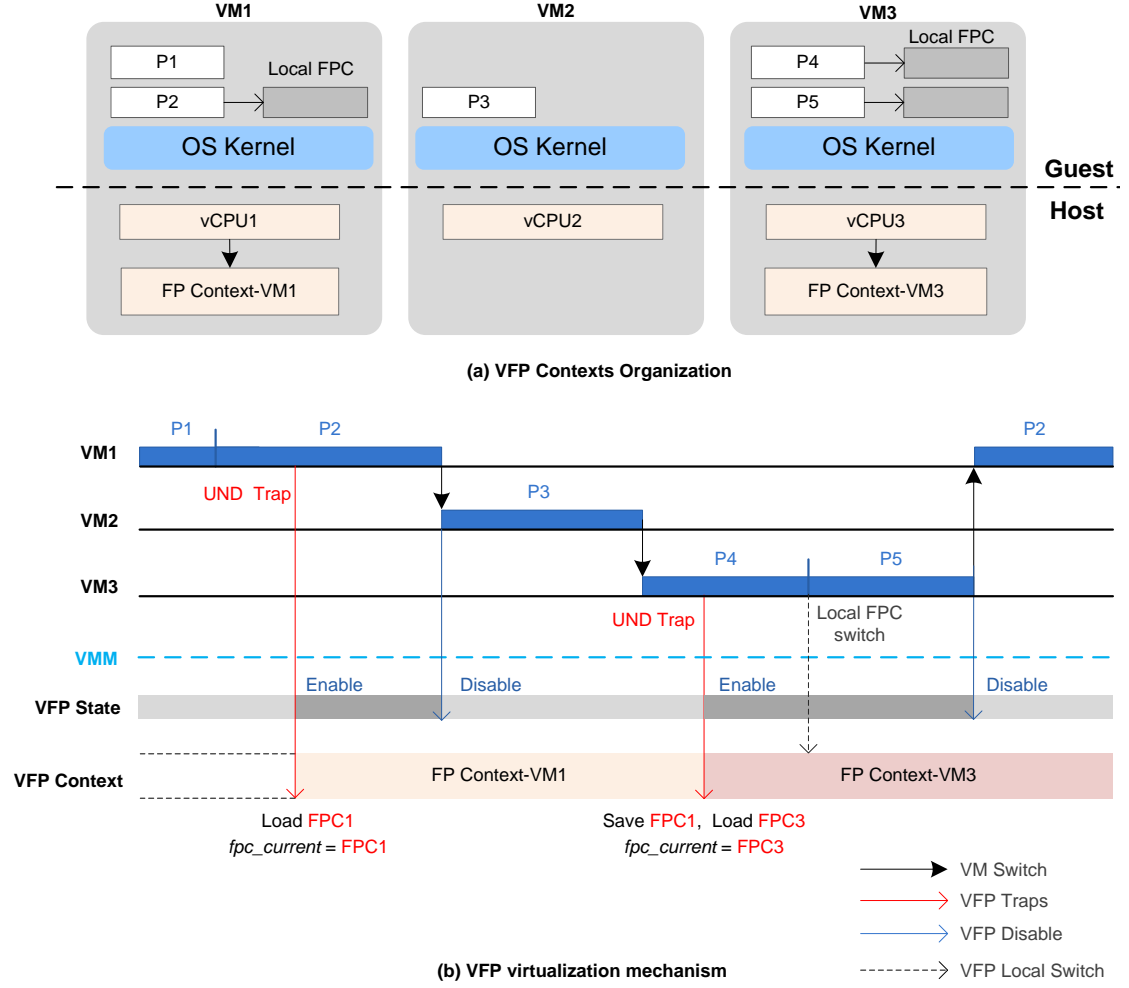 VM1 VM2 VM3
P1 Local FPC
P2
OS Kernel
P3
OS Kernel
P4 Local FPC
P5
OS Kernel
Guest
Host
vCPU1 vCPU2 vCPU3
FP Context-VM1 FP Context-VM3
(a) VFP Contexts Organization
P1 P2 P2
VM1
UND Trap
P3
VM2
P4 P5
VM3
UND Trap
Local FPC
switch
VMM
Enable Disable Enable Disable
VFP State
VFP Context FP Context-VM1 FP Context-VM3
Load FPC1
fpc_current = FPC1
Save FPC1, Load FPC3
fpc_current = FPC3
VM Switch
VFP Traps
VFP Disable
VFP Local Switch
(b) VFP virtualization mechanism